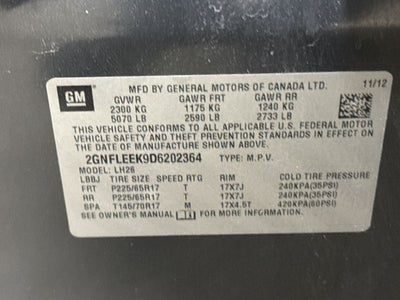 GM
MFD BY GENERAL MOTORS OF CANADA LTD. 11/12
GVWR GAWR FRT GAWR RR
2300 KG 1175 KG 1240 KG
5070 LB 2590 LB 2733 LB
THIS VEHICLE CONFORMS TO ALL APPLICABLE U.S. FEDERAL MOTOR
VEHICLE SAFETY AND THEFT PREVENTION STANDARDS IN EFFECT ON
THE DATE OF MANUFACTURE SHOWN ABOVE.
2GNFLEEK9D6202364 TYPE: M.P.V.
MODEL: LH26
LBBJ TIRE SIZE SPEED RTG RIM COLD TIRE PRESSURE
FRT P225/65R17 T 17X7J 240KPA(35PSI)
RR P225/65R17 T 17X7J 240KPA(35PSI)
SPA T145/70R17 M 17X4.5T 420KPA(60PSI)
SEE OWNER'S MANUAL FOR MORE INFORMATION